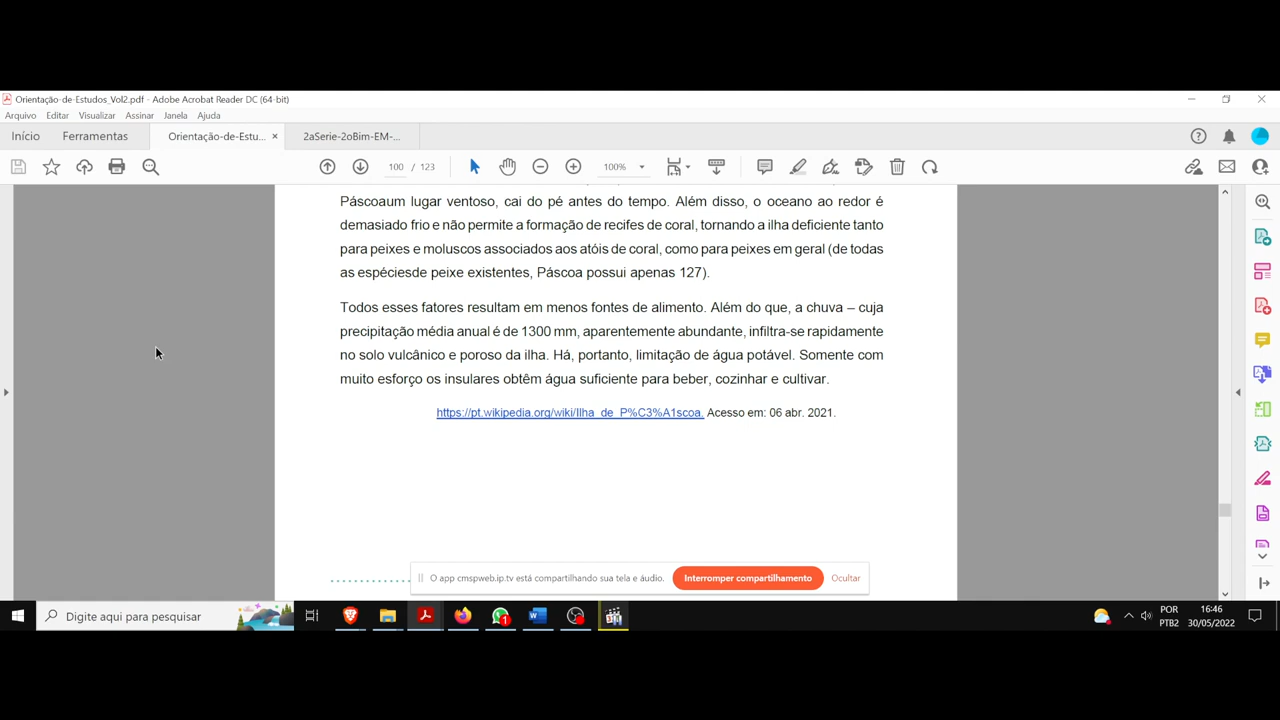 Orientação-de-Estudos_Vol2.pdf - Adobe Acrobat Reader DC (64-bit)
Arquivo Editar Visualizar Assinar Janela Ajuda
Início Ferramentas Orientação-de-Estu... × 2aSerie-2oBim-EM-...
100 / 123 100%
Páscoaum lugar ventoso, cai do pé antes do tempo. Além disso, o oceano ao redor é
demasiado frio e não permite a formação de recifes de coral, tornando a ilha deficiente tanto
para peixes e moluscos associados aos atóis de coral, como para peixes em geral (de todas
as espéciesde peixe existentes, Páscoa possui apenas 127).
Todos esses fatores resultam em menos fontes de alimento. Além do que, a chuva – cuja
precipitação média anual é de 1300 mm, aparentemente abundante, infiltra-se rapidamente
no solo vulcânico e poroso da ilha. Há, portanto, limitação de água potável. Somente com
muito esforço os insulares obtêm água suficiente para beber, cozinhar e cultivar.
https://pt.wikipedia.org/wiki/Ilha_de_P%C3%A1scoa. Acesso em: 06 abr. 2021.
O app cmspweb.ip.tv está compartilhando sua tela e áudio. Interromper compartilhamento Ocultar
Digite aqui para pesquisar
1
POR 16:46
PTB2 30/05/2022